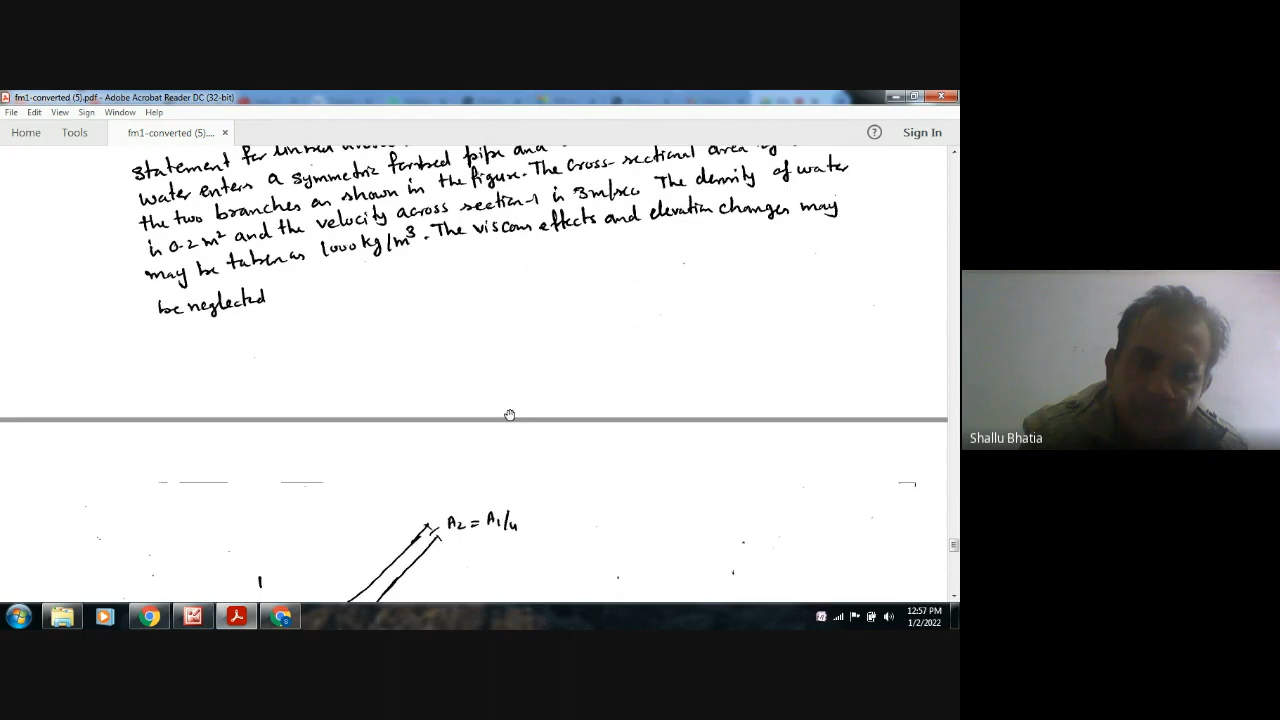 fm1-converted (5).pdf - Adobe Acrobat Reader DC (32-bit)
File Edit View Sign Window Help
Home Tools fm1-converted (5).... × ? Sign In
statement for linked
water enters a symmetric forked pipe and
the two branches as shown in the figure. The cross-sectional area of
is 0.2 m² and the velocity across section-1 is 3m/sec. The density of water
may be taken as 1000 kg/m³. The viscous effects and elevation changes may
be neglected
A₂ = A₁/4
1
Shallu Bhatia
12:57 PM
1/2/2022